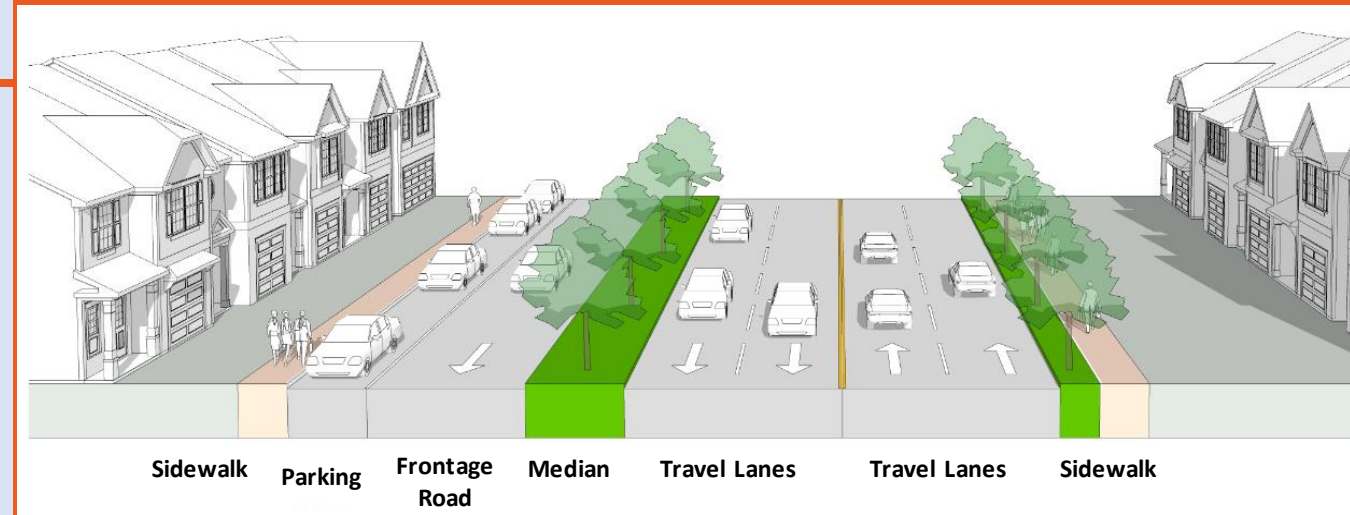 Sidewalk
Parking
Frontage
Road
Median
Travel Lanes
Travel Lanes
Sidewalk